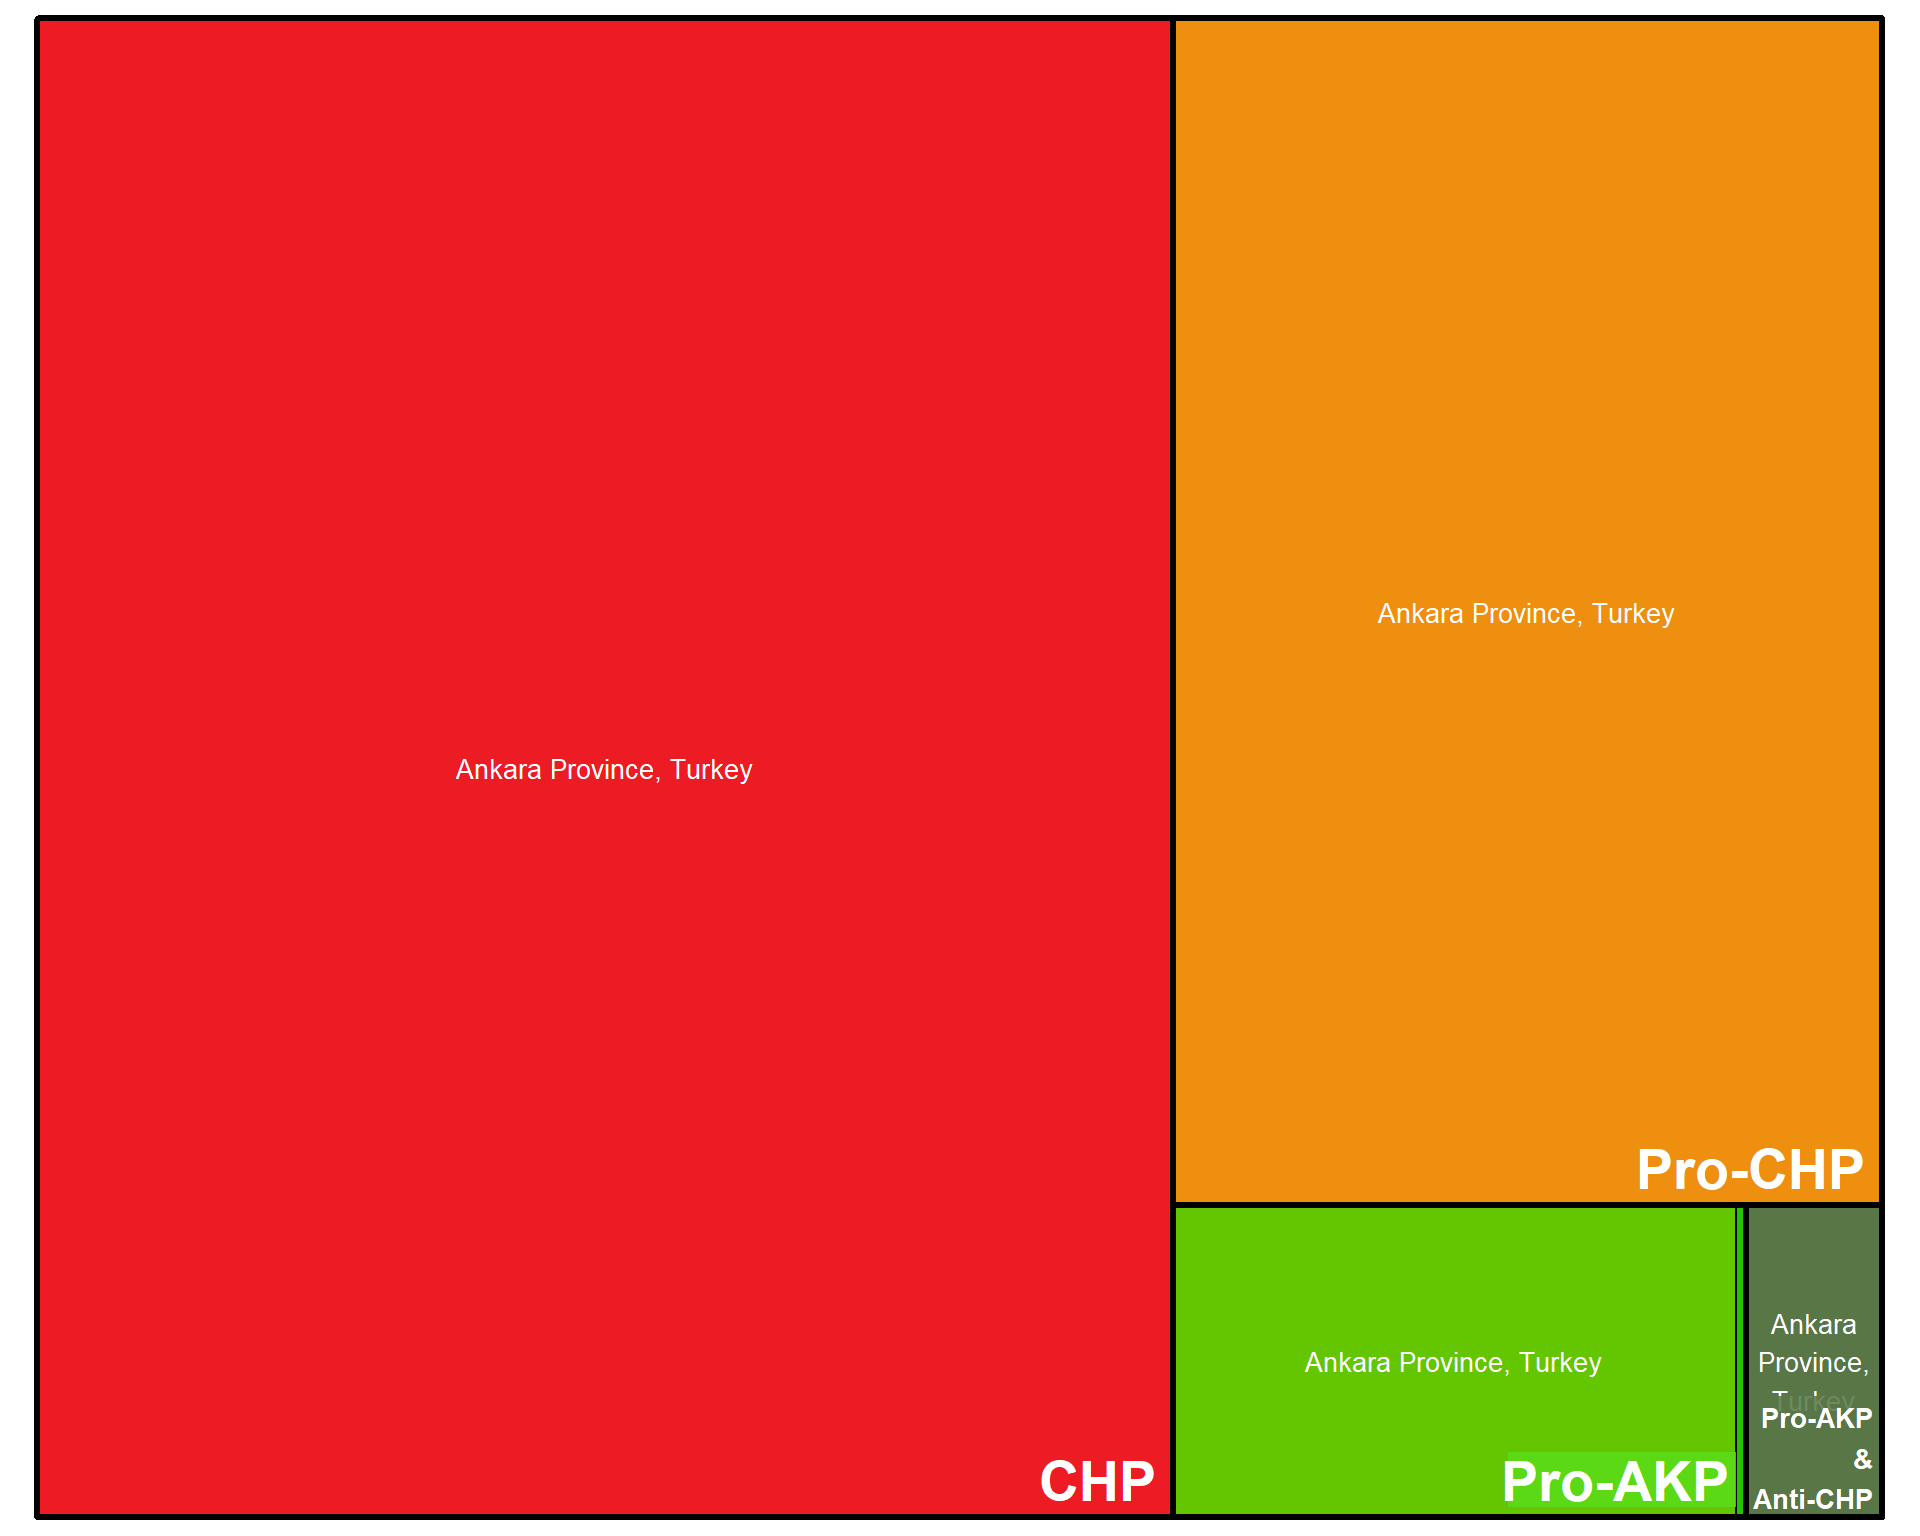 Ankara Province, Turkey
CHP
Ankara Province, Turkey
Pro-CHP
Ankara Province, Turkey
Pro-AKP
Ankara
Province,
Turkey
Pro-AKP
&
Anti-CHP